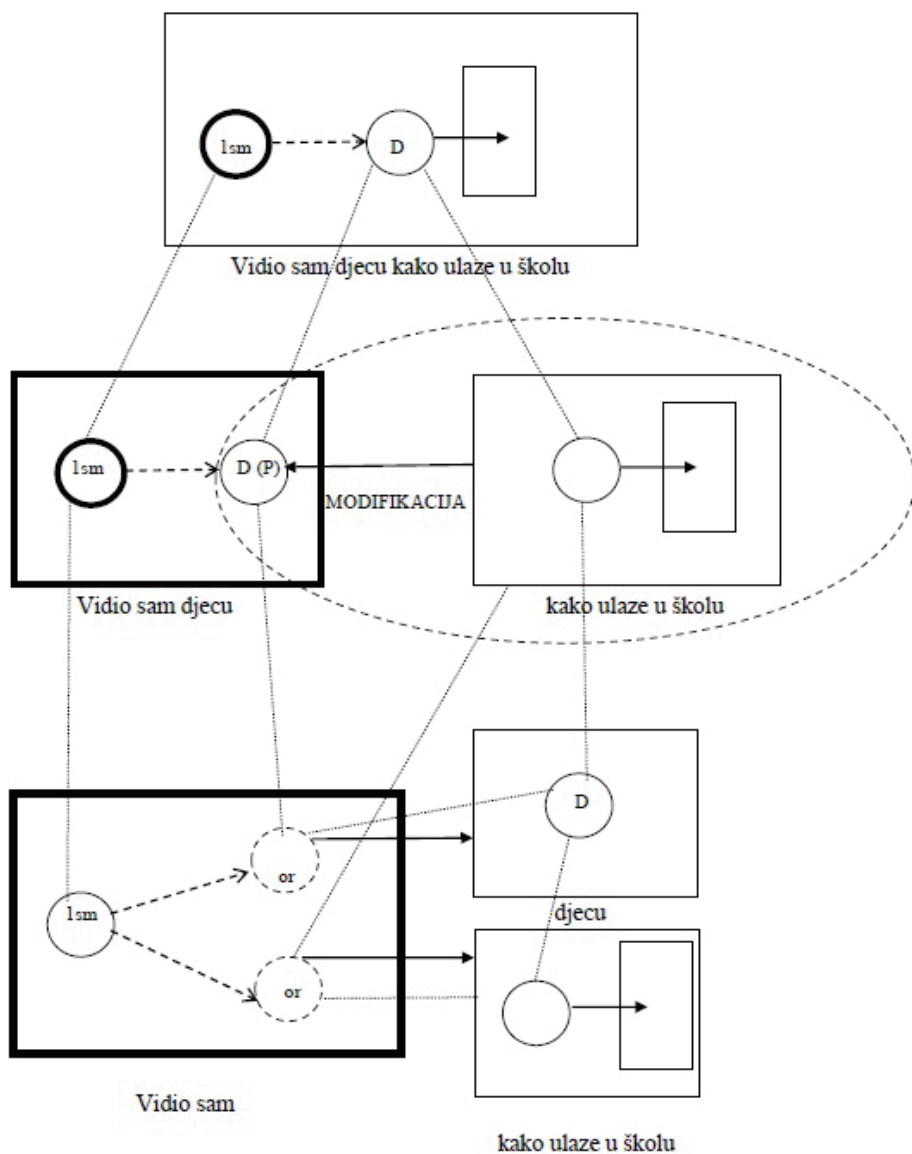 1sm
D
Vidio sam djecu kako ulaze u školu
1sm
D (P)
MODIFIKACIJA
Vidio sam djecu
kako ulaze u školu
D
or
1sm
djecu
or
Vidio sam
kako ulaze u školu